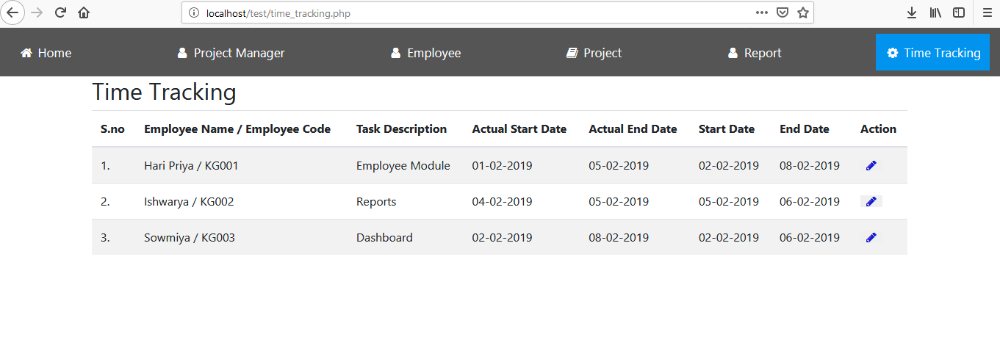 localhost/test/time_tracking.php
Home Project Manager Employee Project Report Time Tracking
Time Tracking
S.no Employee Name / Employee Code Task Description Actual Start Date Actual End Date Start Date End Date Action
1. Hari Priya / KG001 Employee Module 01-02-2019 05-02-2019 02-02-2019 08-02-2019
2. Ishwarya / KG002 Reports 04-02-2019 05-02-2019 05-02-2019 06-02-2019
3. Sowmiya / KG003 Dashboard 02-02-2019 08-02-2019 02-02-2019 06-02-2019